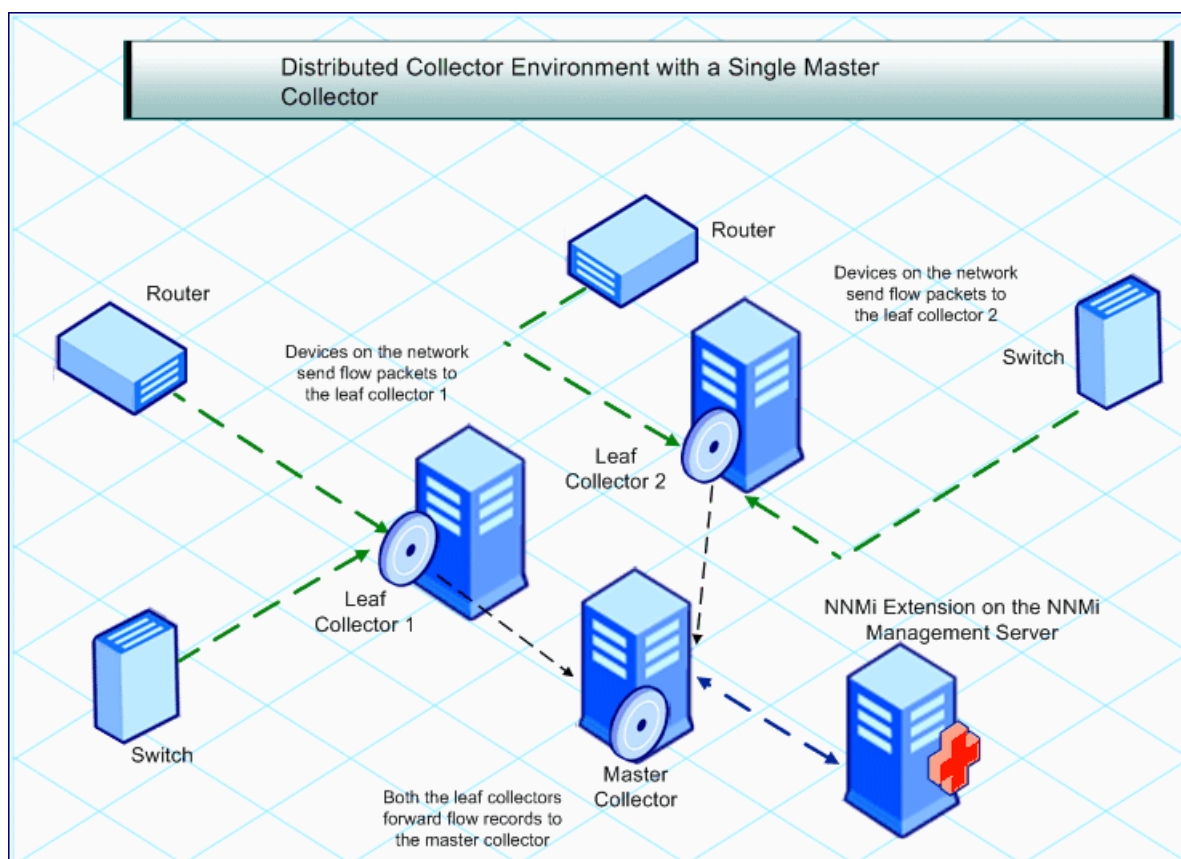 Distributed Collector Environment with a Single Master
Collector
Router
Devices on the network
send flow packets to
the leaf collector 2
Router
Switch
Devices on the network
send flow packets to
the leaf collector 1
Leaf
Collector 2
Leaf
Collector 1
NNMi Extension on the NNMi
Management Server
Switch
Master
Collector
Both the leaf collectors
forward flow records to
the master collector